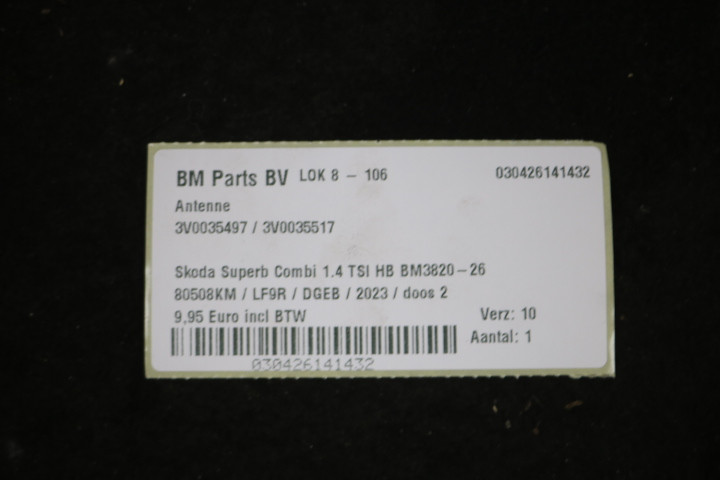 BM Parts BV LOK 8 – 106 030426141432
Antenne
3V0035497 / 3V0035517
Skoda Superb Combi 1.4 TSI HB BM3820–26
80508KM / LF9R / DGEB / 2023 / doos 2
9,95 Euro incl BTW Verz: 10
Aantal: 1
030426141432